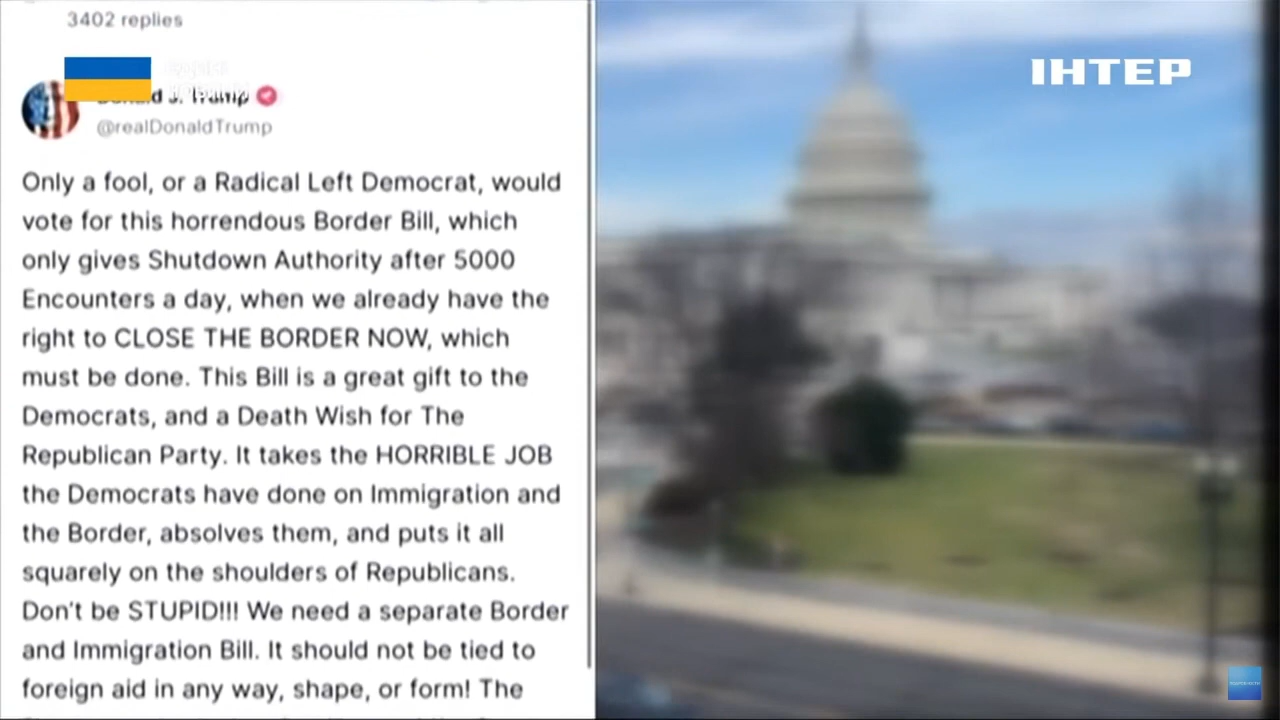 3402 replies
ІНТЕР
d J. Trump
@realDonaldTrump
Only a fool, or a Radical Left Democrat, would
vote for this horrendous Border Bill, which
only gives Shutdown Authority after 5000
Encounters a day, when we already have the
right to CLOSE THE BORDER NOW, which
must be done. This Bill is a great gift to the
Democrats, and a Death Wish for The
Republican Party. It takes the HORRIBLE JOB
the Democrats have done on Immigration and
the Border, absolves them, and puts it all
squarely on the shoulders of Republicans.
Don't be STUPID!!! We need a separate Border
and Immigration Bill. It should not be tied to
foreign aid in any way, shape, or form! The